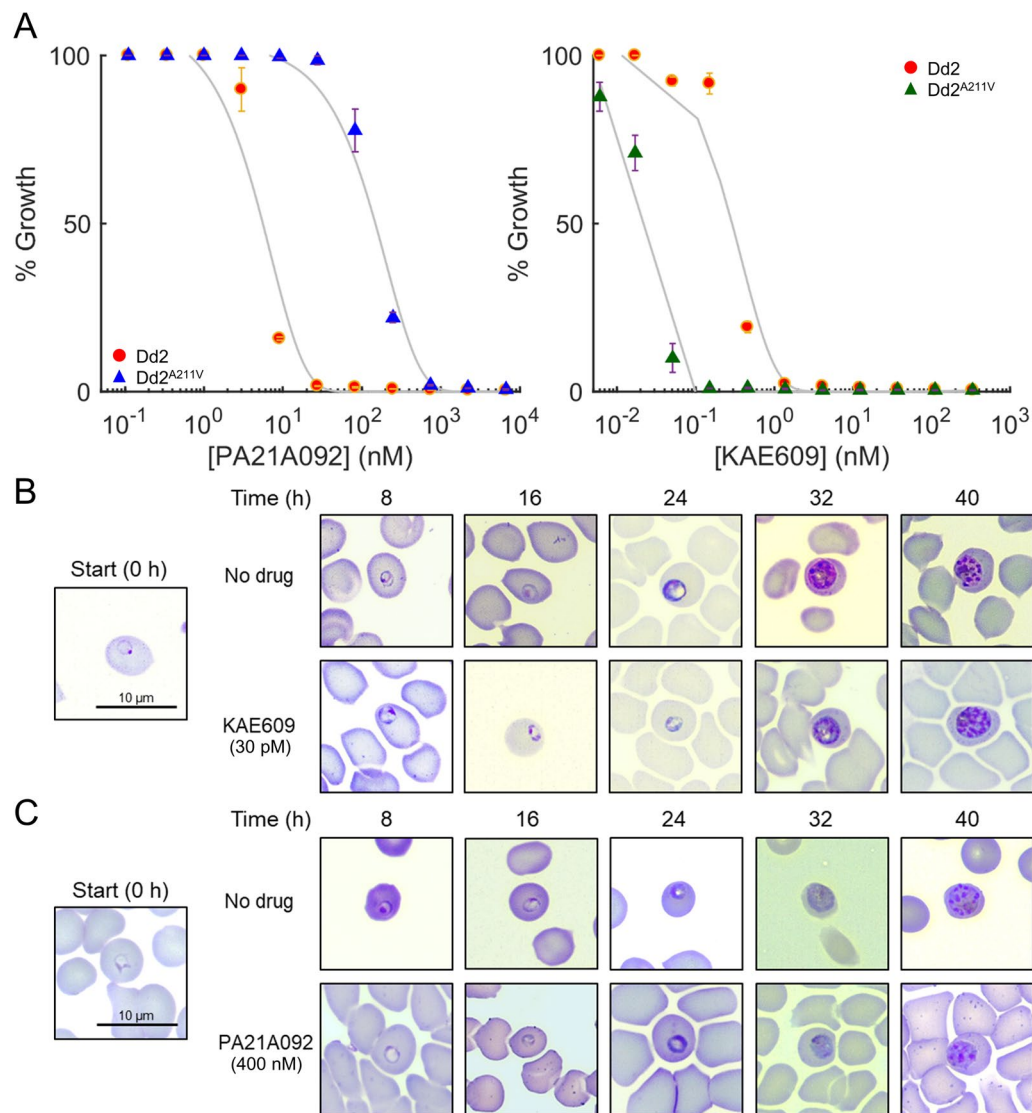 A
100
50
0
% Growth
Dd2
Dd2^A211V
10^-1
10^0
10^1
10^2
10^3
10^4
[PA21A092] (nM)
100
50
0
% Growth
Dd2
Dd2^A211V
10^-2
10^-1
10^0
10^1
10^2
10^3
[KAE609] (nM)
B
Time (h) 8 16 24 32 40
Start (0 h)
10 µm
No drug
KAE609
(30 pM)
C
Time (h) 8 16 24 32 40
Start (0 h)
10 µm
No drug
PA21A092
(400 nM)